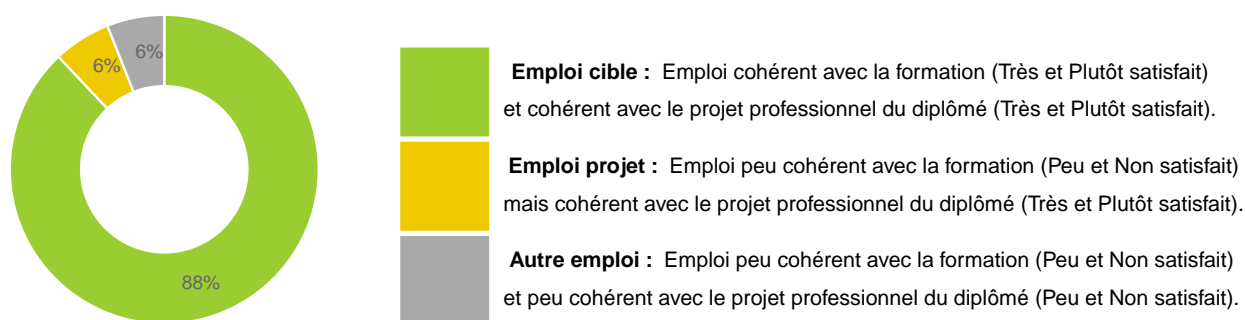 6%
6%
88%
Emploi cible : Emploi cohérent avec la formation (Très et Plutôt satisfait)
et cohérent avec le projet professionnel du diplômé (Très et Plutôt satisfait).
Emploi projet : Emploi peu cohérent avec la formation (Peu et Non satisfait)
mais cohérent avec le projet professionnel du diplômé (Très et Plutôt satisfait).
Autre emploi : Emploi peu cohérent avec la formation (Peu et Non satisfait)
et peu cohérent avec le projet professionnel du diplômé (Peu et Non satisfait).